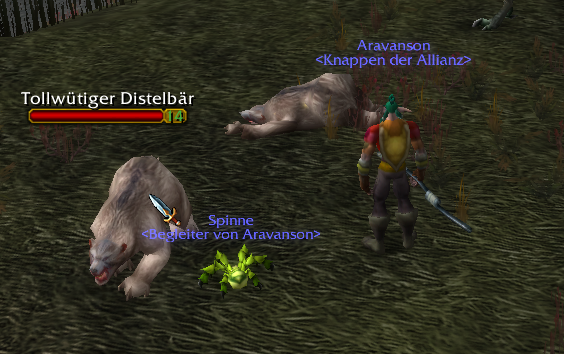 Aravanson
<Knappen der Allianz>
Tollwütiger Distelbär
14
Spinne
<Begleiter von Aravanson>